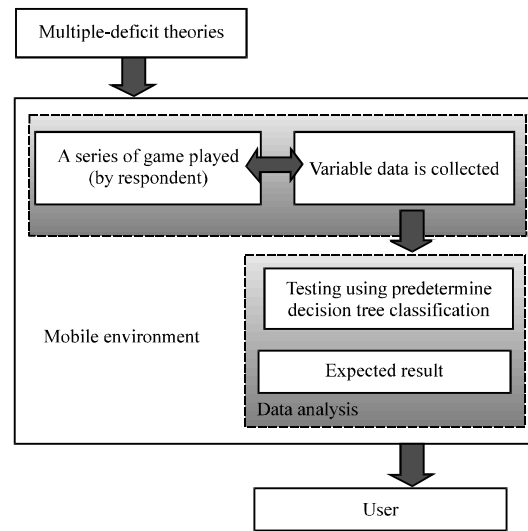 Multiple-deficit theories
A series of game played
(by respondent)
Variable data is collected
Testing using predetermine
decision tree classification
Mobile environment
Expected result
Data analysis
User